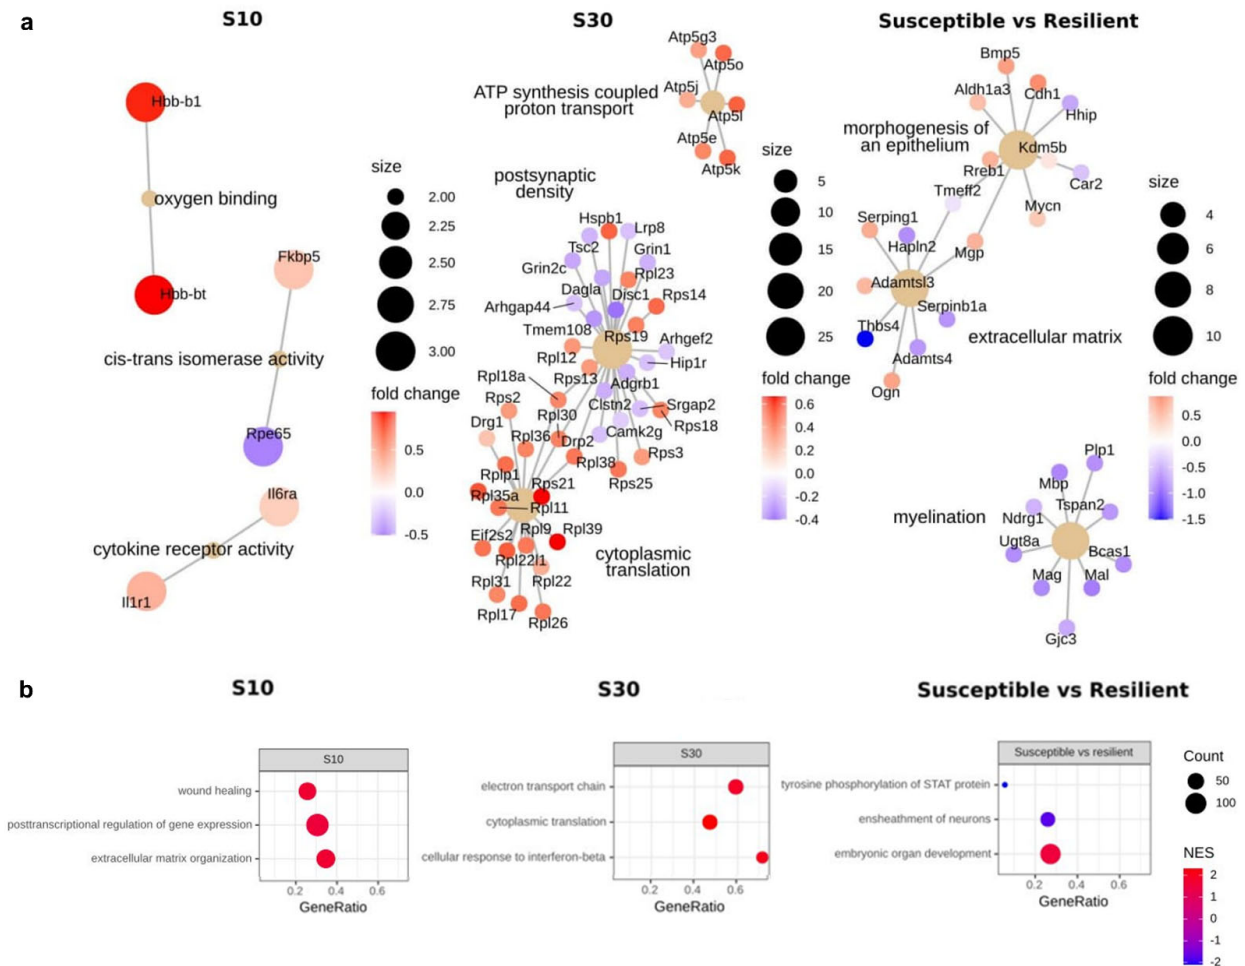 a
S10
S30
Susceptible vs Resilient
Hbb-b1
oxygen binding
Hbb-bt
Fkbp5
cis-trans isomerase activity
Rpe65
Il6ra
cytokine receptor activity
Il1r1
size
2.00
2.25
2.50
2.75
3.00
fold change
0.5
0.0
-0.5
Atp5g3
Atp5o
ATP synthesis coupled
proton transport
Atp5j
Atp5l
Atp5e
Atp5k
postsynaptic
density
Hspb1
Lrp8
Tsc2
Grin1
Grin2c
Rpl23
Dagla
Disc1
Rps14
Arhgap44
Tmem108
Rps19
Arhgef2
Rpl12
Hip1r
Rpl18a
Rps13
Adgrb1
Rps2
Clstn2
Srgap2
Drg1
Rpl30
Rps18
Rpl36
Drp2
Camk2g
Rplp1
Rpl38
Rps3
Rps21
Rps25
Rpl35a
Rpl11
Eif2s2
Rpl9
Rpl39
Rpl22l1
cytoplasmic
translation
Rpl31
Rpl22
Rpl17
Rpl26
size
5
10
15
20
25
fold change
0.6
0.4
0.2
0.0
-0.2
-0.4
Bmp5
Aldh1a3
Cdh1
Hhip
morphogenesis of
an epithelium
Kdm5b
Rreb1
Car2
Tmeff2
Mycn
Serping1
Hapln2
Mgp
Adamtsl3
Serpinb1a
Thbs4
extracellular matrix
Adamts4
Ogn
Plp1
Mbp
Tspan2
myelination
Ndrg1
Ugt8a
Bcas1
Mag
Mal
Gjc3
size
4
6
8
10
fold change
0.5
0.0
-0.5
-1.0
-1.5
b
S10
S30
Susceptible vs Resilient
S10
wound healing
posttranscriptional regulation of gene expression
extracellular matrix organization
0.2 0.4 0.6
GeneRatio
S30
electron transport chain
cytoplasmic translation
cellular response to interferon-beta
0.2 0.4 0.6
GeneRatio
Susceptible vs resilient
tyrosine phosphorylation of STAT protein
ensheathment of neurons
embryonic organ development
0.2 0.4 0.6
GeneRatio
Count
50
100
NES
2
1
0
-1
-2